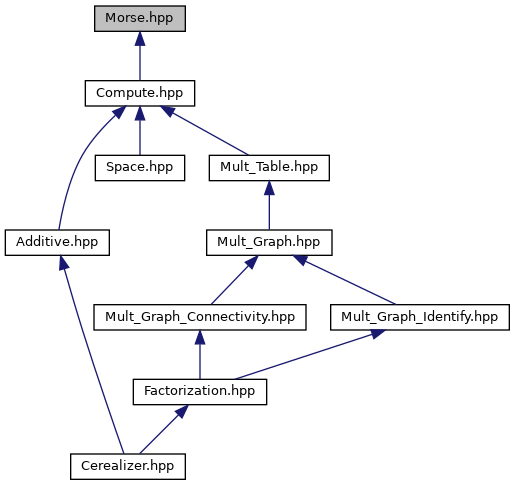 Morse.hpp
Compute.hpp
Space.hpp
Mult_Table.hpp
Additive.hpp
Mult_Graph.hpp
Mult_Graph_Connectivity.hpp
Mult_Graph_Identify.hpp
Factorization.hpp
Cerealizer.hpp